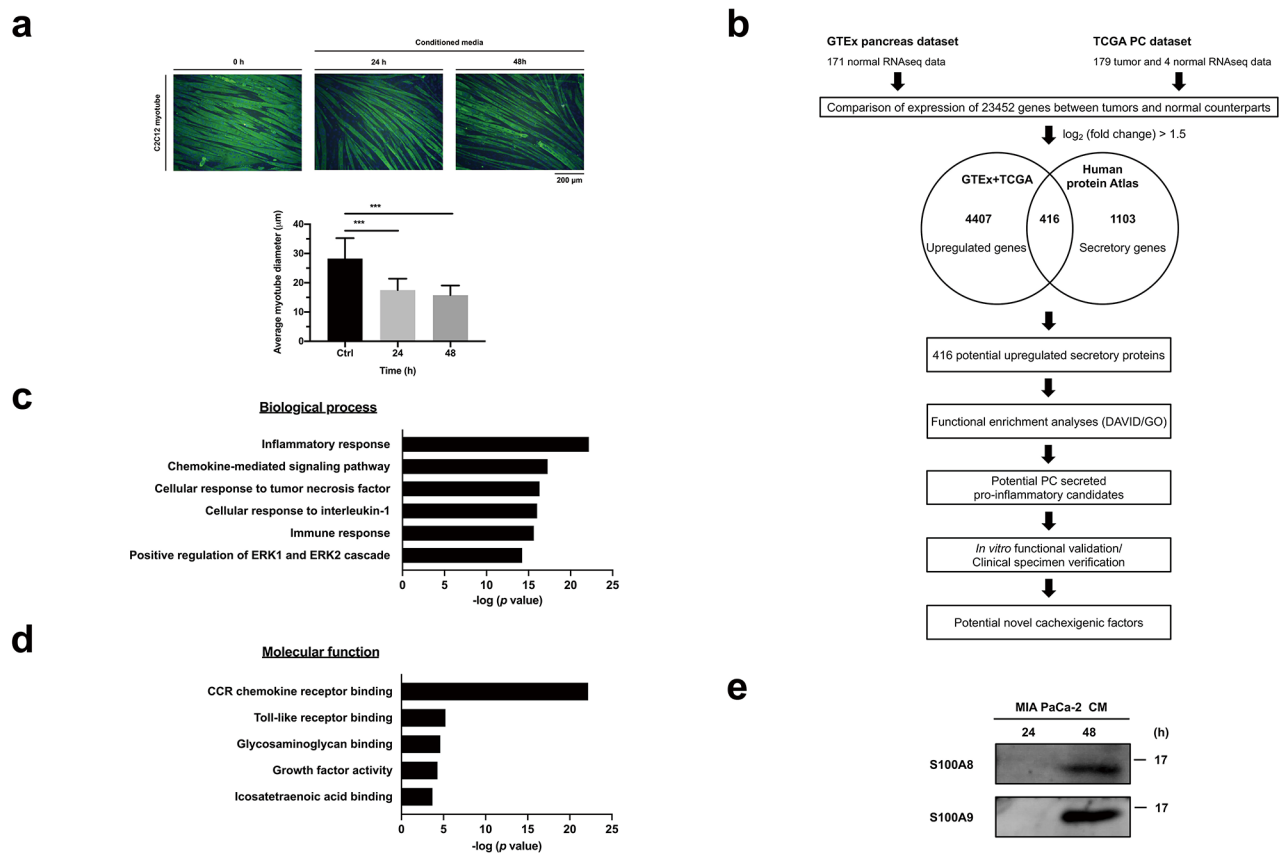 a
Conditioned media
0 h
24 h
48h
C2C12 myotube
200 µm
***
***
Average myotube diameter (µm)
40
30
20
10
0
Ctrl
24
48
Time (h)
b
GTEx pancreas dataset
171 normal RNAseq data
TCGA PC dataset
179 tumor and 4 normal RNAseq data
Comparison of expression of 23452 genes between tumors and normal counterparts
log2 (fold change) > 1.5
GTEx+TCGA
Human
protein Atlas
4407
416
1103
Upregulated genes
Secretory genes
416 potential upregulated secretory proteins
Functional enrichment analyses (DAVID/GO)
Potential PC secreted
pro-inflammatory candidates
In vitro functional validation/
Clinical specimen verification
Potential novel cachexigenic factors
c
Biological process
Inflammatory response
Chemokine-mediated signaling pathway
Cellular response to tumor necrosis factor
Cellular response to interleukin-1
Immune response
Positive regulation of ERK1 and ERK2 cascade
0 5 10 15 20 25
-log (p value)
d
Molecular function
CCR chemokine receptor binding
Toll-like receptor binding
Glycosaminoglycan binding
Growth factor activity
Icosatetraenoic acid binding
0 5 10 15 20 25
-log (p value)
e
MIA PaCa-2 CM
24 48 (h)
S100A8
17
S100A9
17